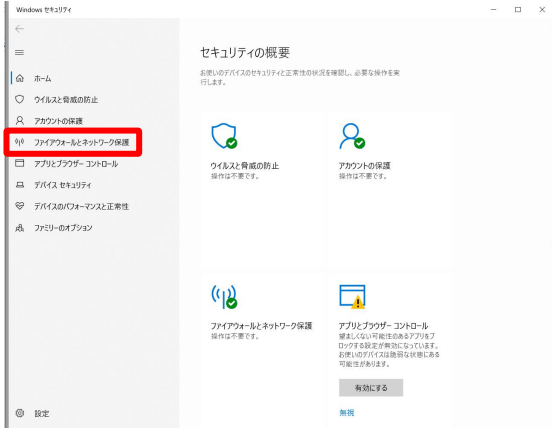 Windows セキュリティ
ホーム
ウイルスと脅威の防止
アカウントの保護
ファイアウォールとネットワーク保護
アプリとブラウザー コントロール
デバイス セキュリティ
デバイスのパフォーマンスと正常性
ファミリーのオプション
設定
セキュリティの概要
お使いのデバイスのセキュリティと正常性の状況を確認し、必要な操作を実
行します。
ウイルスと脅威の防止
操作は不要です。
アカウントの保護
操作は不要です。
ファイアウォールとネットワーク保護
操作は不要です。
アプリとブラウザー コントロール
望ましくない可能性のあるアプリをブ
ロックする設定が無効になっています。
お使いのデバイスは脆弱な状態にある
可能性があります。
有効にする
無視